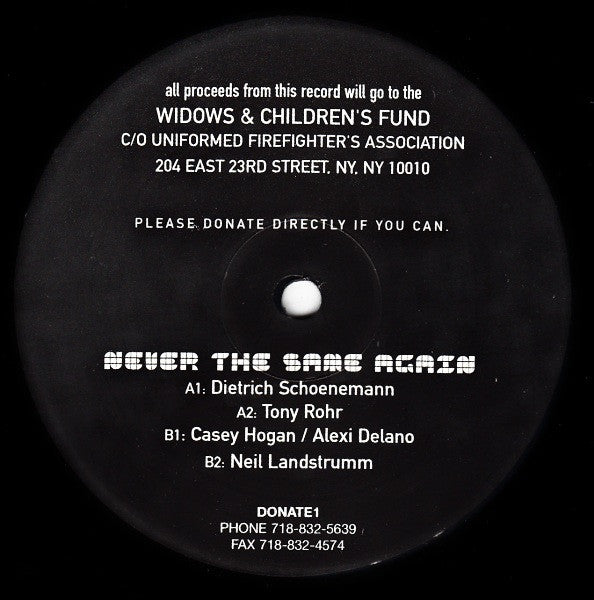 all proceeds from this record will go to the
WIDOWS & CHILDREN'S FUND
C/O UNIFORMED FIREFIGHTER'S ASSOCIATION
204 EAST 23RD STREET, NY, NY 10010
PLEASE DONATE DIRECTLY IF YOU CAN.
NEVER THE SAME AGAIN
A1: Dietrich Schoenemann
A2: Tony Rohr
B1: Casey Hogan / Alexi Delano
B2: Neil Landstrumm
DONATE1
PHONE 718-832-5639
FAX 718-832-4574